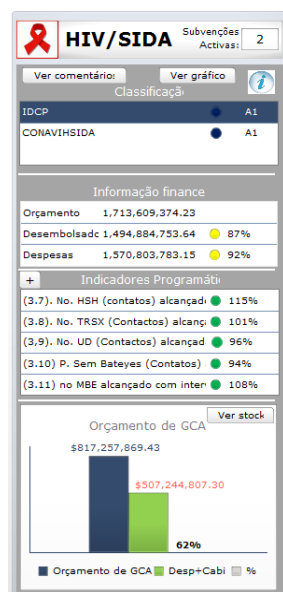 HIV/SIDA
Subvenções Activas: 2
Ver comentário:
Ver gráfico
Classificaçã
IDCP A1
CONAVIHSIDA A1
Informação finance
Orçamento 1,713,609,374.23
Desembolsadc 1,494,884,753.64 87%
Despesas 1,570,803,783.15 92%
+ Indicadores Programátic
(3.7). No. HSH (contatos) alcançad 115%
(3.8). No. TRSX (Contactos) alcanç 101%
(3,9). No. UD (Contactos) alcançad 96%
(3.10) P. Sem Bateyes (Contatos) 94%
(3.11) no MBE alcançado com inter 108%
Ver stock
Orçamento de GCA
$817,257,869.43
$507,244,807.30
62%
Orçamento de GCA Desp+Cabi %